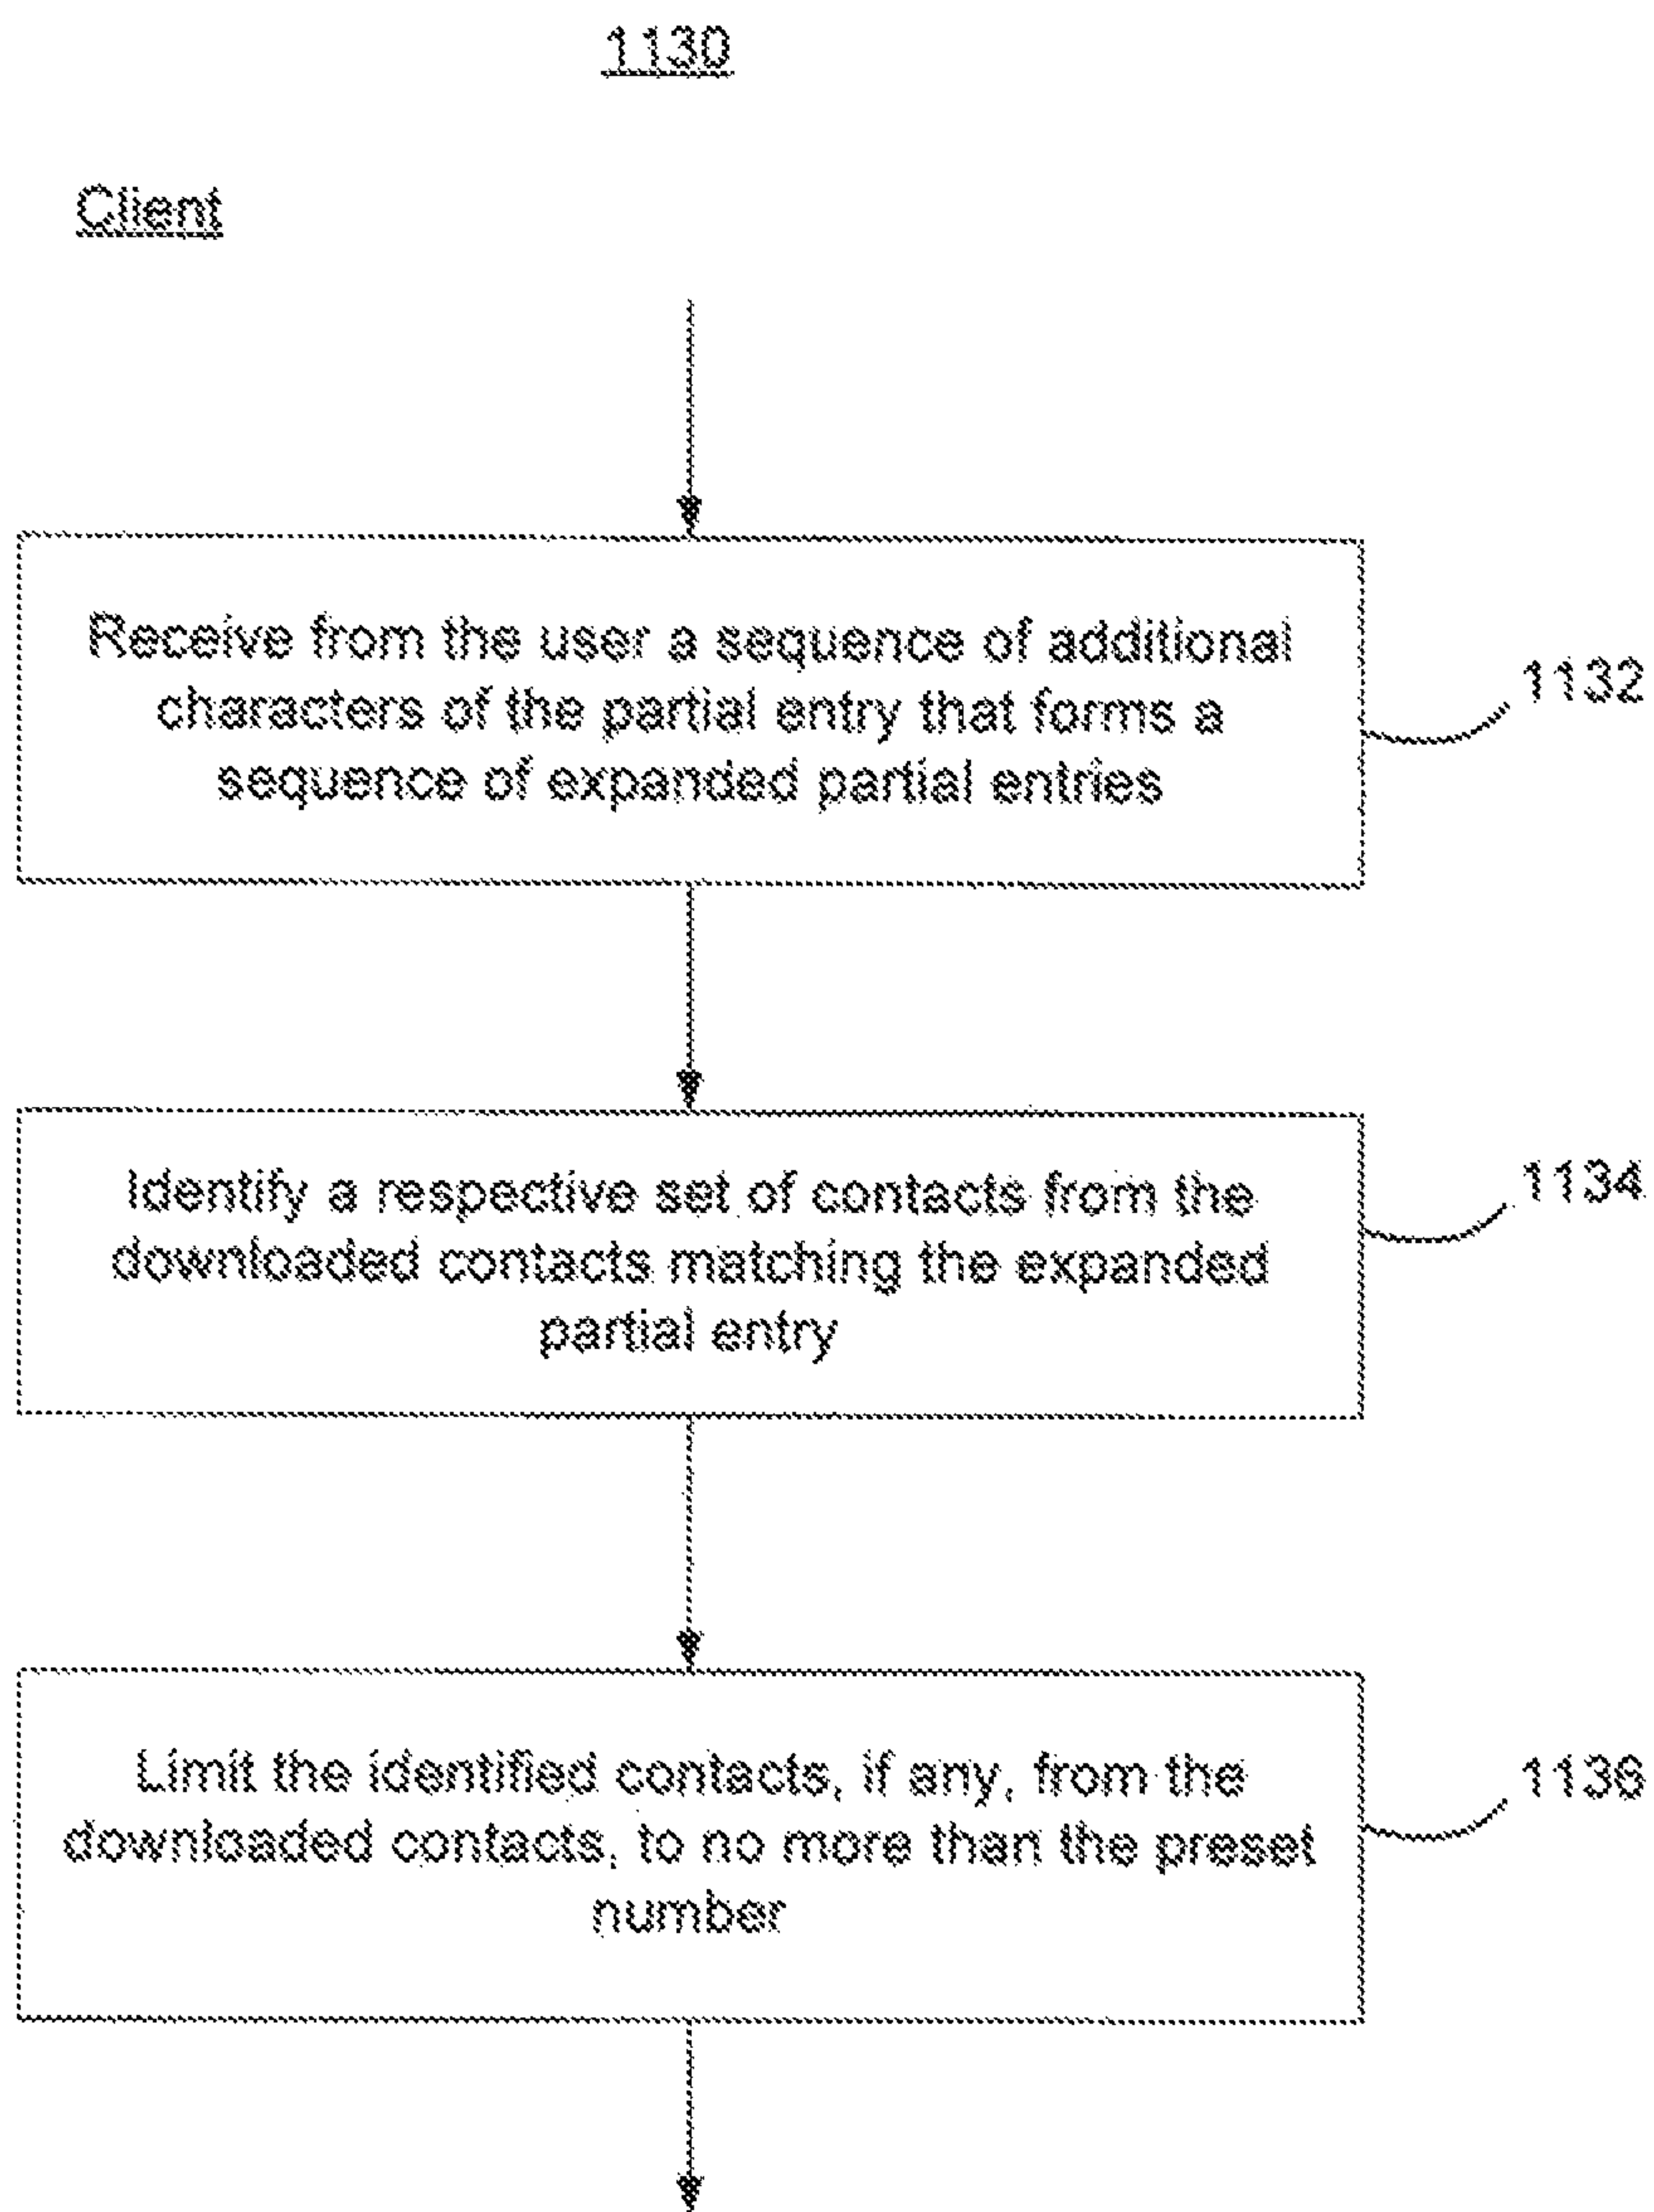 1130
Client
Receive from the user a sequence of additional
characters of the partial entry that forms a
sequence of expanded partial entries
1132
Identify a respective set of contacts from the
downloaded contacts matching the expanded
partial entry
1134
Limit the identified contacts, if any, from the
downloaded contacts, to no more than the preset
number
1136